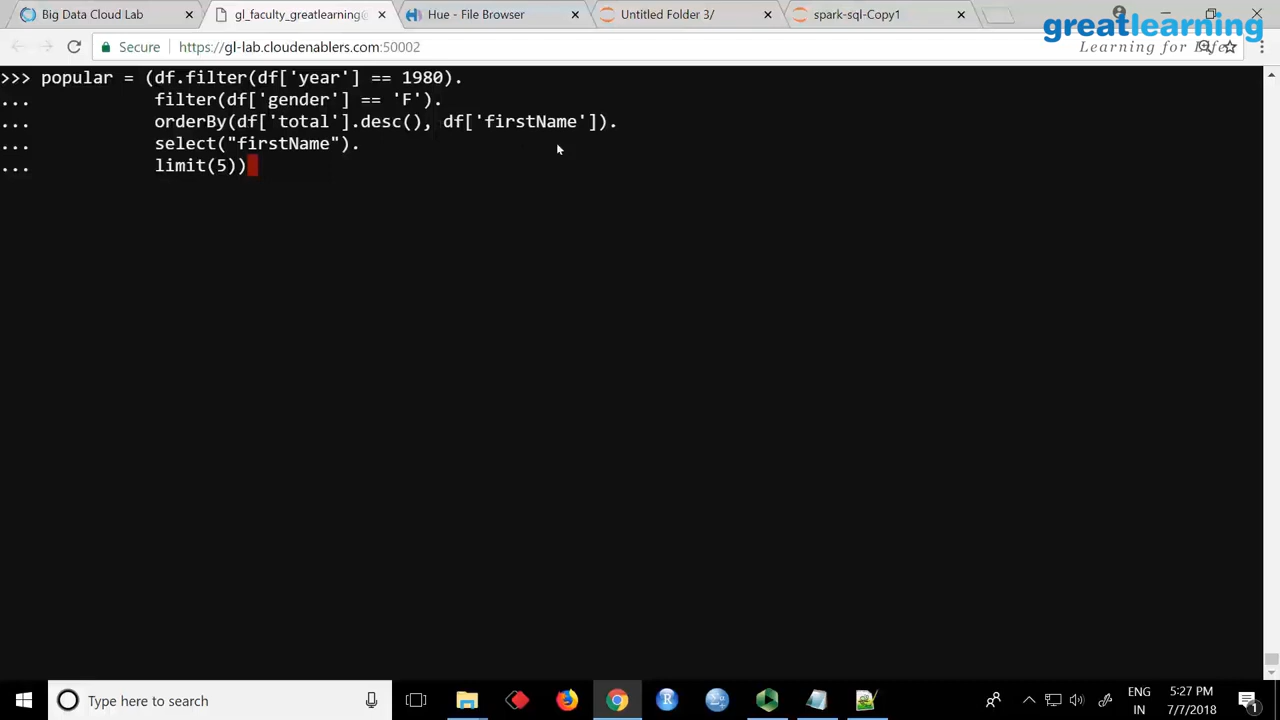 Big Data Cloud Lab
gl_faculty_greatlearning@
Hue - File Browser
Untitled Folder 3/
spark-sql-Copy1
greatlearning
Learning for Life
Secure
https://gl-lab.cloudenablers.com:50002
>>> popular = (df.filter(df['year'] == 1980).
... filter(df['gender'] == 'F').
... orderBy(df['total'].desc(), df['firstName']).
... select("firstName").
... limit(5))
Type here to search
R
ENG
IN
5:27 PM
7/7/2018
1